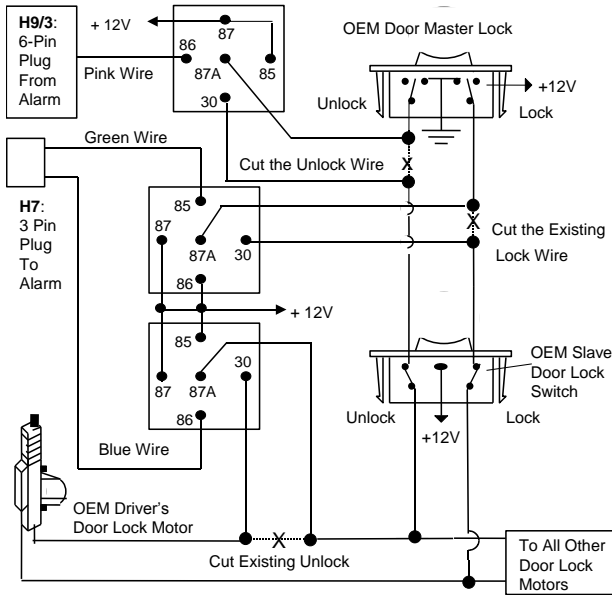 H9/3:
6-Pin
Plug
From
Alarm
+ 12V
87
86
87A
85
30
Pink Wire
OEM Door Master Lock
+12V
Unlock
Lock
Green Wire
Cut the Unlock Wire
X
H7:
3 Pin
Plug
To
Alarm
85
87
87A
30
86
X
Cut the Existing
Lock Wire
+ 12V
85
30
87
87A
86
OEM Slave
Door Lock
Switch
Unlock
Lock
+12V
Blue Wire
OEM Driver's
Door Lock Motor
X
Cut Existing Unlock
To All Other
Door Lock
Motors